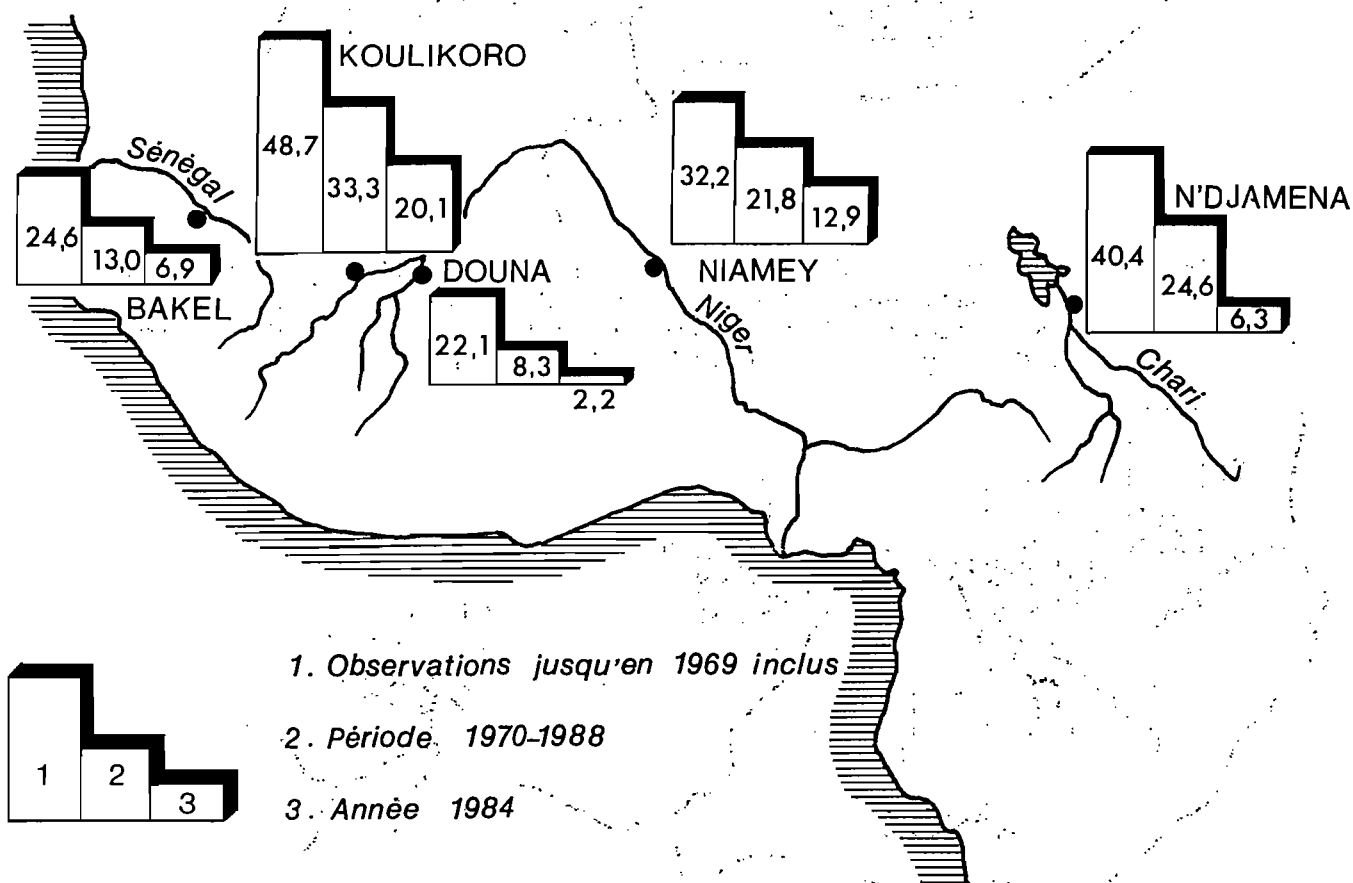 KOULIKORO
48,7
33,3
20,1
Sénégal
24,6
13,0
6,9
BAKEL
DOUNA
22,1
8,3
2,2
32,2
21,8
12,9
NIAMEY
Niger
N'DJAMENA
40,4
24,6
6,3
Chari
1
2
3
1. Observations jusqu'en 1969 inclus
2. Période 1970-1988
3. Année 1984